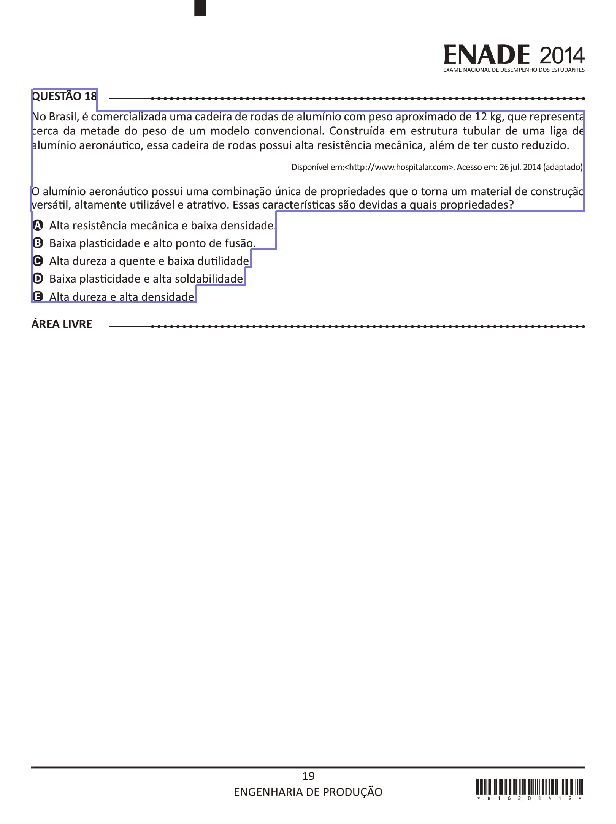 ENADE 2014
EXAME NACIONAL DE DESEMPENHO DOS ESTUDANTES
QUESTÃO 18
No Brasil, é comercializada uma cadeira de rodas de alumínio com peso aproximado de 12 kg, que representa
cerca da metade do peso de um modelo convencional. Construída em estrutura tubular de uma liga de
alumínio aeronáutico, essa cadeira de rodas possui alta resistência mecânica, além de ter custo reduzido.
Disponível em:<http://www.hospitalar.com>. Acesso em: 26 jul. 2014 (adaptado).
O alumínio aeronáutico possui uma combinação única de propriedades que o torna um material de construção
versátil, altamente utilizável e atrativo. Essas características são devidas a quais propriedades?
A Alta resistência mecânica e baixa densidade.
B Baixa plasticidade e alto ponto de fusão.
C Alta dureza a quente e baixa dutilidade.
D Baixa plasticidade e alta soldabilidade.
E Alta dureza e alta densidade.
ÁREA LIVRE
19
ENGENHARIA DE PRODUÇÃO